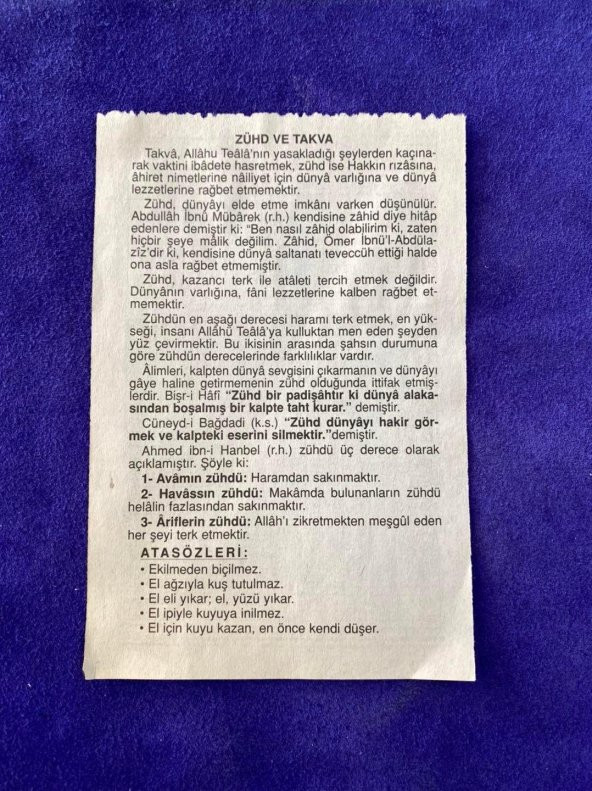 ZÜHD VE TAKVA
Takvâ, Allâhu Teâlâ'nın yasakladığı şeylerden kaçına-
rak vaktini ibâdete hasretmek, zühd ise Hakkın rızâsına,
âhiret nimetlerine nâiliyet için dünyâ varlığına ve dünyâ
lezzetlerine rağbet etmemektir.
Zühd, dünyâyı elde etme imkânı varken düşünülür.
Abdullah İbnü Mübârek (r.h.) kendisine zâhid diye hitâp
edenlere demiştir ki: "Ben nasıl zâhid olabilirim ki, zaten
hiçbir şeye mâlik değilim. Zâhid, Ömer İbnü'l-Abdüla-
zîz'dir ki, kendisine dünyâ saltanatı teveccüh ettiği halde
ona asla rağbet etmemiştir.
Zühd, kazancı terk ile atâleti tercih etmek değildir.
Dünyânın varlığına, fâni lezzetlerine kalben rağbet et-
memektir.
Zühdün en aşağı derecesi haramı terk etmek, en yük-
seği, insanı Allâhü Teâlâ'ya kulluktan men eden şeyden
yüz çevirmektir. Bu ikisinin arasında şahsın durumuna
göre zühdün derecelerinde farklılıklar vardır.
Âlimleri, kalpten dünyâ sevgisini çıkarmanın ve dünyâyı
gâye haline getirmemenin zühd olduğunda ittifak etmiş-
lerdir. Bişr-i Hâfî "Zühd bir padişâhtır ki dünyâ alaka-
sından boşalmış bir kalpte taht kurar." demiştir.
Cüneyd-i Bağdadi (k.s.) "Zühd dünyâyı hakir gör-
mek ve kalpteki eserini silmektir."demiştir.
Ahmed ibn-i Hanbel (r.h.) zühdü üç derece olarak
açıklamıştır. Şöyle ki:
1- Avâmın zühdü: Haramdan sakınmaktır.
2- Havâssın zühdü: Makâmda bulunanların zühdü
helâlin fazlasından sakınmaktır.
3- Âriflerin zühdü: Allâh'ı zikretmekten meşgûl eden
her şeyi terk etmektir.
ATASÖZLERİ:
• Ekilmeden biçilmez.
• El ağzıyla kuş tutulmaz.
• El eli yıkar; el, yüzü yıkar.
• El ipiyle kuyuya inilmez.
• El için kuyu kazan, en önce kendi düşer.